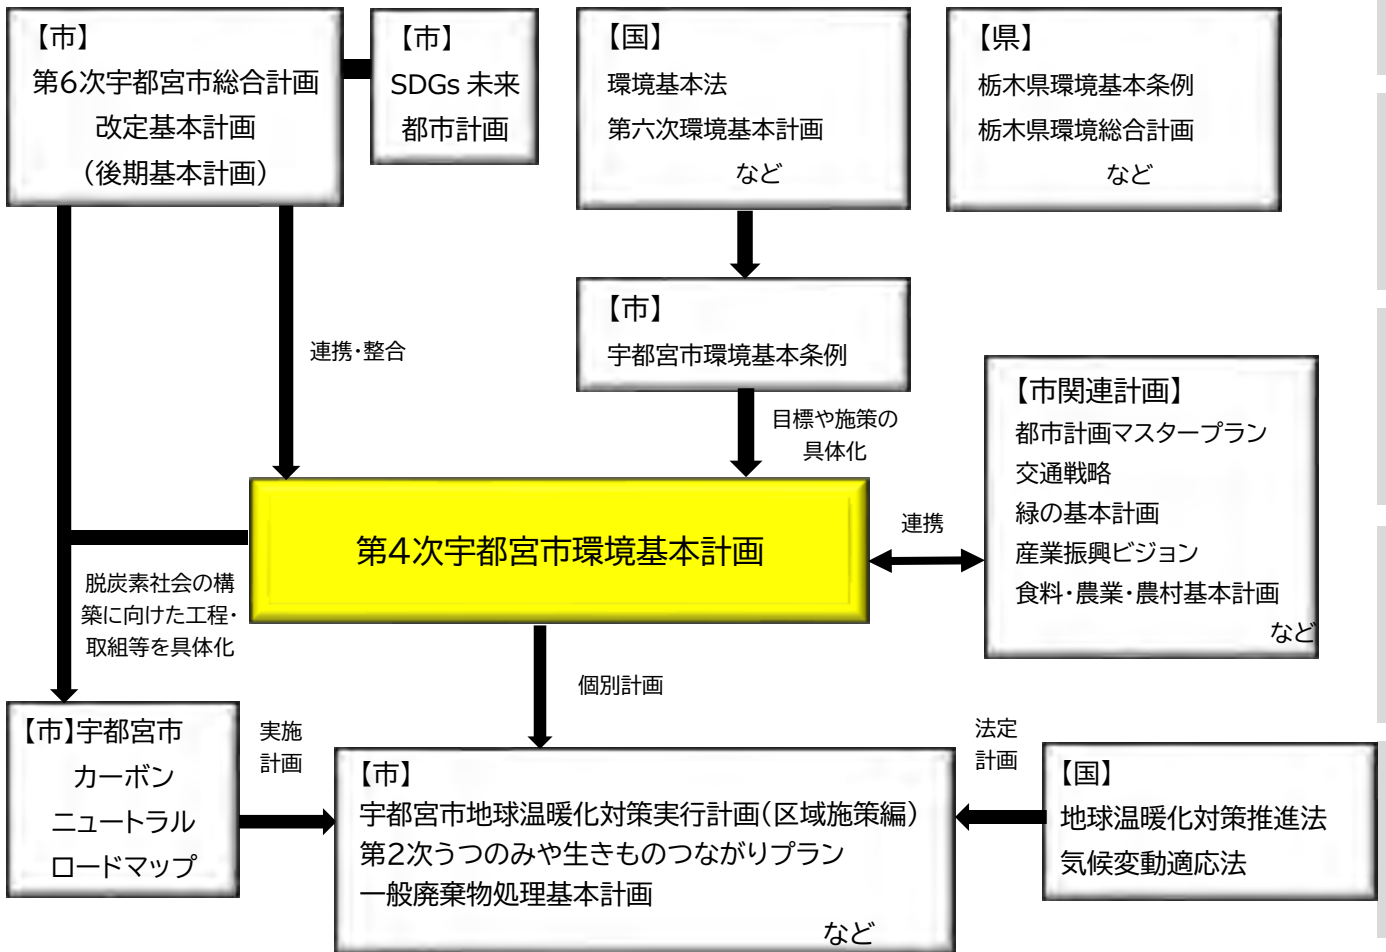 【市】
第6次宇都宮市総合計画
改定基本計画
（後期基本計画）
【市】
SDGs 未来
都市計画
【国】
環境基本法
第六次環境基本計画
など
【県】
栃木県環境基本条例
栃木県環境総合計画
など
連携・整合
【市】
宇都宮市環境基本条例
目標や施策の
具体化
【市関連計画】
都市計画マスタープラン
交通戦略
緑の基本計画
産業振興ビジョン
食料・農業・農村基本計画
など
第4次宇都宮市環境基本計画
連携
脱炭素社会の構
築に向けた工程・
取組等を具体化
個別計画
【市】宇都宮市
カーボン
ニュートラル
ロードマップ
実施
計画
【市】
宇都宮市地球温暖化対策実行計画（区域施策編）
第2次うつのみや生きものつながりプラン
一般廃棄物処理基本計画
など
法定
計画
【国】
地球温暖化対策推進法
気候変動適応法